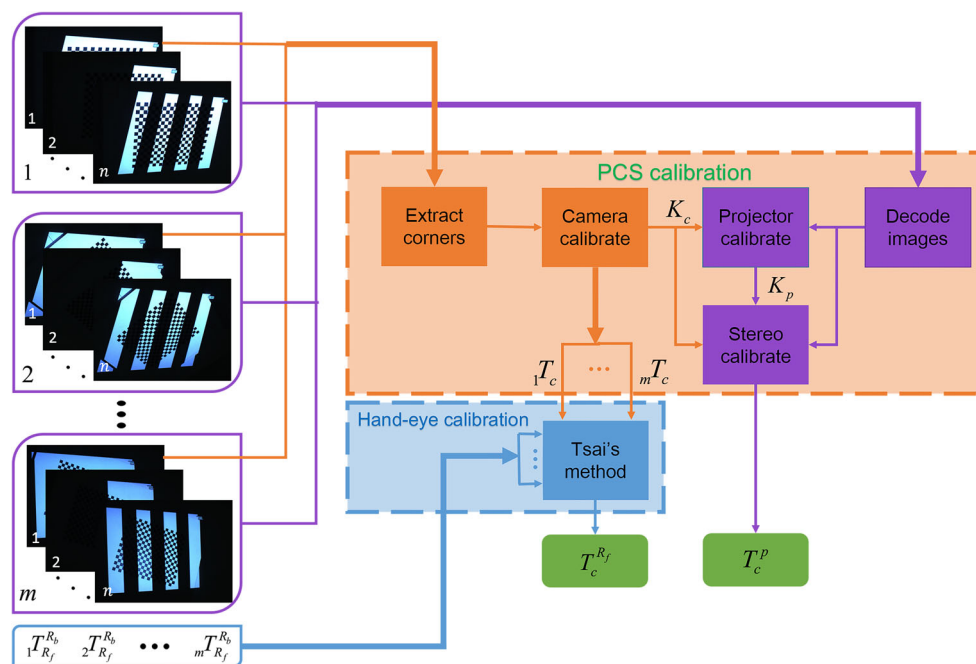 1
2
n
1
PCS calibration
Extract
corners
Camera
calibrate
K_c
Projector
calibrate
Decode
images
1
2
n
2
K_p
Stereo
calibrate
_1T_c ... _mT_c
Hand-eye calibration
Tsai's
method
1
2
n
m
T_c^{R_f}
T_c^p
_1T_{R_f}^{R_b} _2T_{R_f}^{R_b} ... _mT_{R_f}^{R_b}